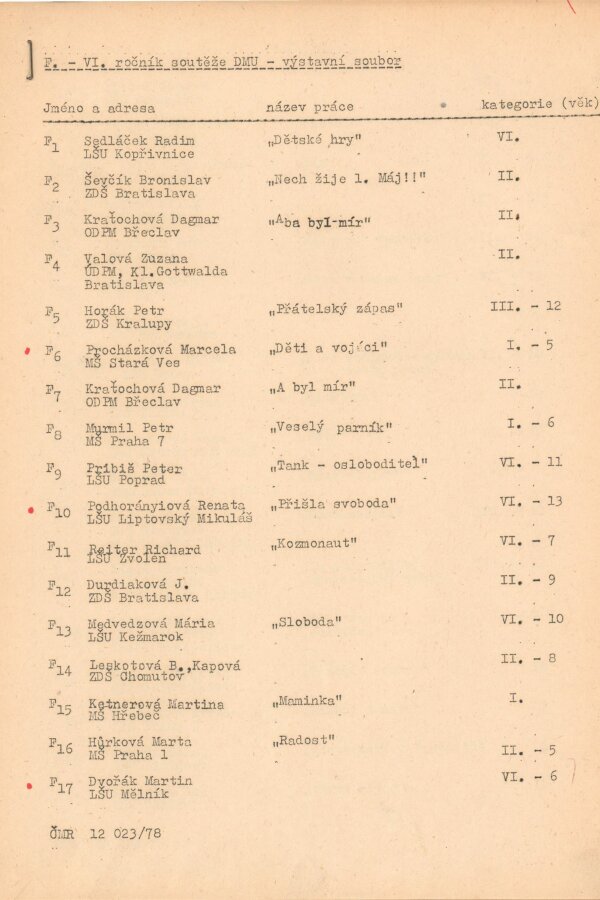 F. - VI. ročník soutěže DMU - výstavní soubor
Jméno a adresa název práce kategorie (věk)
F1 Sedláček Radim „Dětské hry" VI.
LŠU Kopřivnice
F2 Ševčík Bronislav „Nech žije 1. Máj!!" II.
ZDŠ Bratislava
F3 Kraťochová Dagmar „Aba byl mír" II.
ODPM Břeclav
F4 Valová Zuzana II.
ÚDPM, Kl.Gottwalda
Bratislava
F5 Horák Petr „Přátelský zápas" III. - 12
ZDŠ Kralupy
F6 Procházková Marcela „Děti a vojáci" I. - 5
MŠ Stará Ves
F7 Kraťochová Dagmar „A byl mír" II.
ODPM Břeclav
F8 Myrmil Petr „Veselý parník" I. - 6
MŠ Praha 7
F9 Pribiš Peter „Tank - osloboditeľ" VI. - 11
LŠU Poprad
F10 Podhorányiová Renata „Přišla svoboda" VI. - 13
LŠU Liptovský Mikuláš
F11 Reiter Richard „Kozmonaut" VI. - 7
LŠU Zvolen
F12 Durdiaková J. II. - 9
ZDŠ Bratislava
F13 Medvedzová Mária „Sloboda" VI. - 10
LŠU Kežmarok
F14 Leskotová B.,Kapová II. - 8
ZDŠ Chomutov
F15 Ketnerová Martina „Maminka" I.
MŠ Hřebeč
F16 Hůrková Marta „Radost" II. - 5
MŠ Praha 1
F17 Dvořák Martin VI. - 6
LŠU Mělník
ČMR 12 023/78